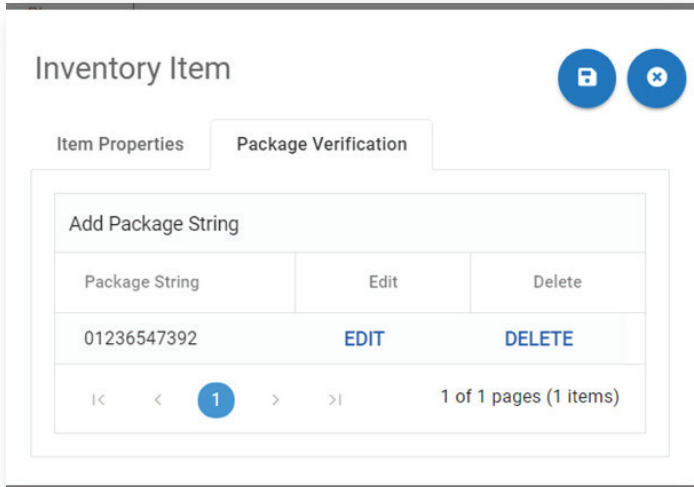 Inventory Item
Item Properties Package Verification
Add Package String
Package String Edit Delete
01236547392 EDIT DELETE
1 1 of 1 pages (1 items)